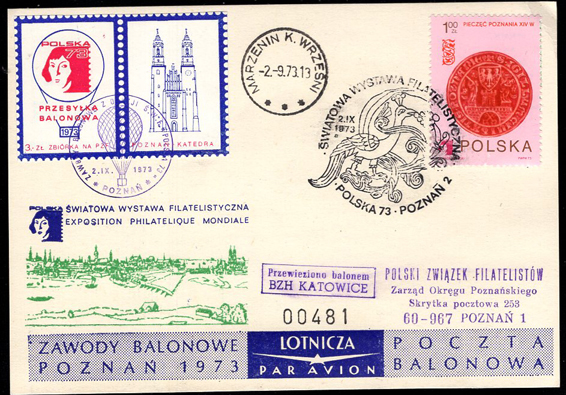 POLSKA
73
PRZESYŁKA
BALONOWA
1973
3,- ZŁ ZBIÓRKA NA
POZNAŃ KATEDRA
2.IX. 1973
POZNAŃ
MARZENIN K. WRZEŚNI
-2.-9.73.19
ŚWIATOWA WYSTAWA FILATELISTYCZNA
2.IX
1973
POLSKA 73 · POZNAŃ 2
1,00
ZŁ
PIECZĘĆ POZNANIA XIV W
POLSKA
POLSKA 73
ŚWIATOWA WYSTAWA FILATELISTYCZNA
EXPOSITION PHILATELIQUE MONDIALE
Przewieziono balonem
BZH KATOWICE
00481
POLSKI ZWIĄZEK FILATELISTÓW
Zarząd Okręgu Poznańskiego
Skrytka pocztowa 253
60-967 POZNAŃ 1
ZAWODY BALONOWE
POZNAŃ 1973
LOTNICZA
PAR AVION
POCZTA
BALONOWA